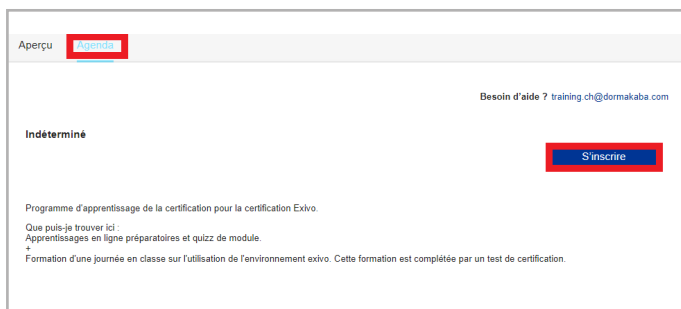 Aperçu Agenda
Besoin d'aide ? training.ch@dormakaba.com
Indéterminé
S'inscrire
Programme d'apprentissage de la certification pour la certification Exivo.
Que puis-je trouver ici :
Apprentissages en ligne préparatoires et quizz de module.
+
Formation d'une journée en classe sur l'utilisation de l'environnement exivo. Cette formation est complétée par un test de certification.